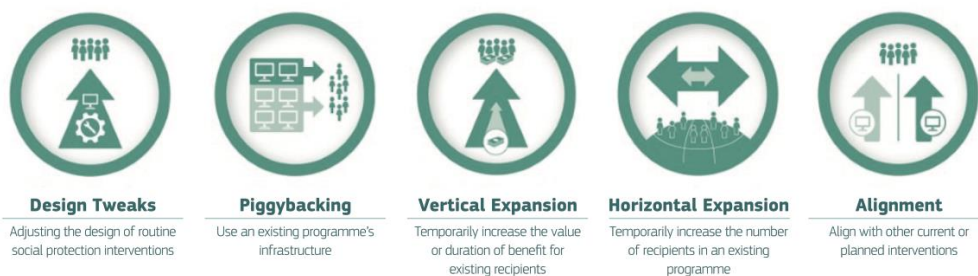 Design Tweaks
Adjusting the design of routine
social protection interventions
Piggybacking
Use an existing programme's
infrastructure
Vertical Expansion
Temporarily increase the value
or duration of benefit for
existing recipients
Horizontal Expansion
Temporarily increase the number
of recipients in an existing
programme
Alignment
Align with other current or
planned interventions